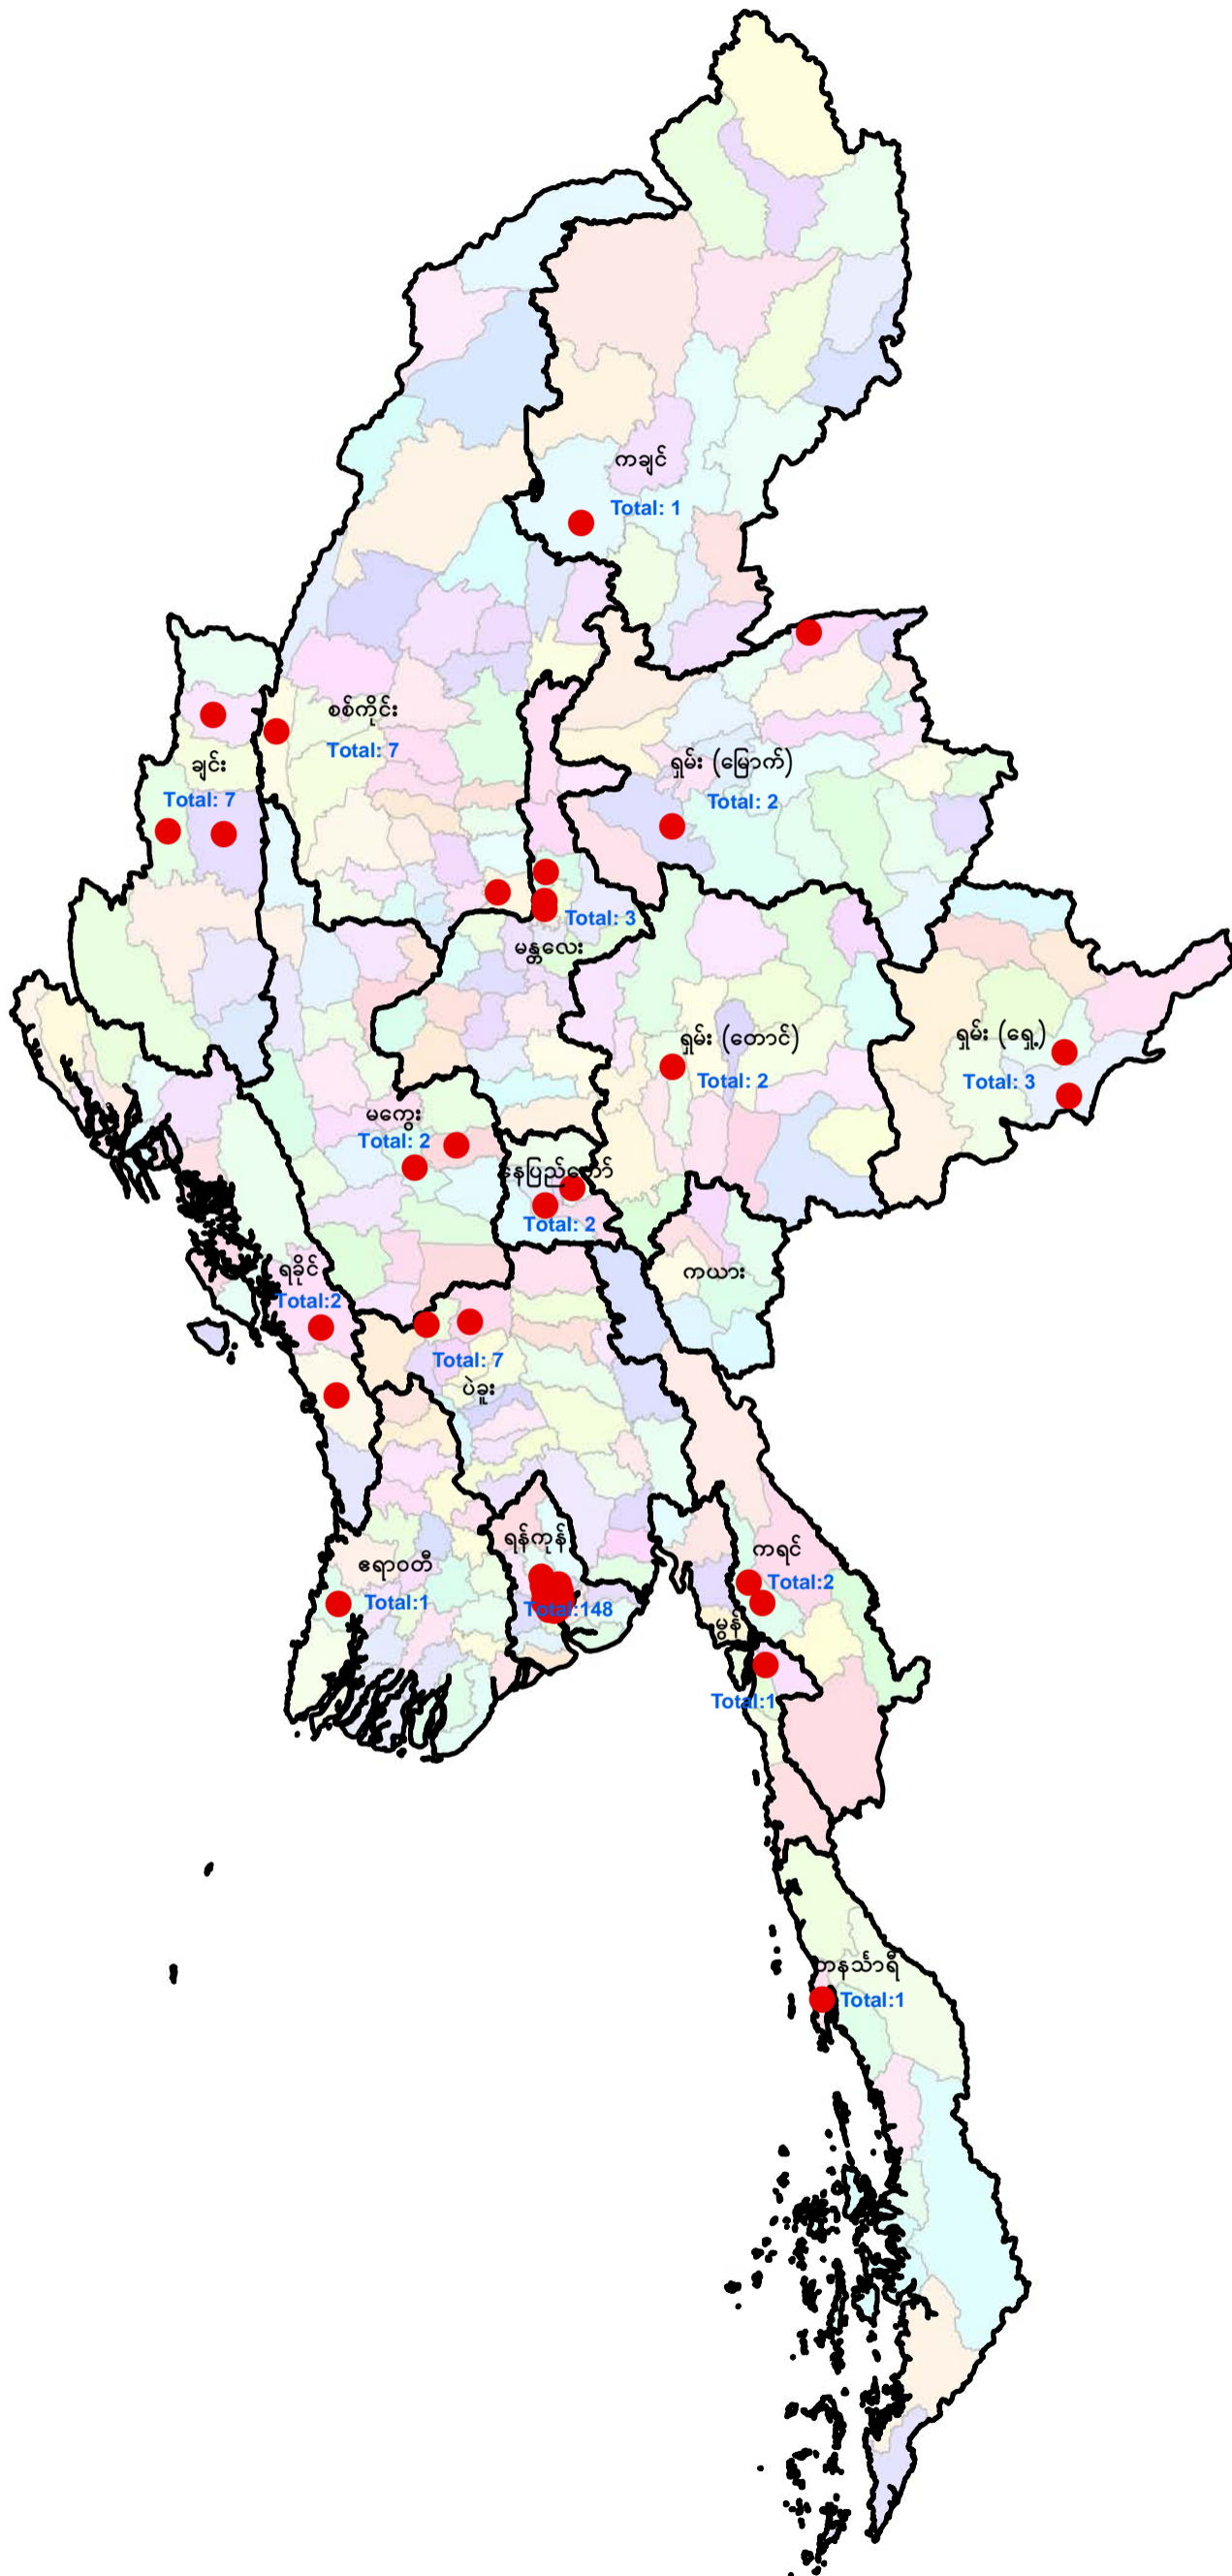 ကချင်
Total: 1
စစ်ကိုင်း
Total: 7
ချင်း
Total: 7
ရှမ်း (မြောက်)
Total: 2
Total: 3
မန္တလေး
ရှမ်း (တောင်)
Total: 2
ရှမ်း (ရှေ့)
Total: 3
မကွေး
Total: 2
နေပြည်တော်
Total: 2
ရခိုင်
Total:2
ကယား
Total: 7
ပဲခူး
ရန်ကုန်
Total:148
ဧရာဝတီ
Total:1
ကရင်
Total:2
မွန်
Total:1
တနင်္သာရီ
Total:1